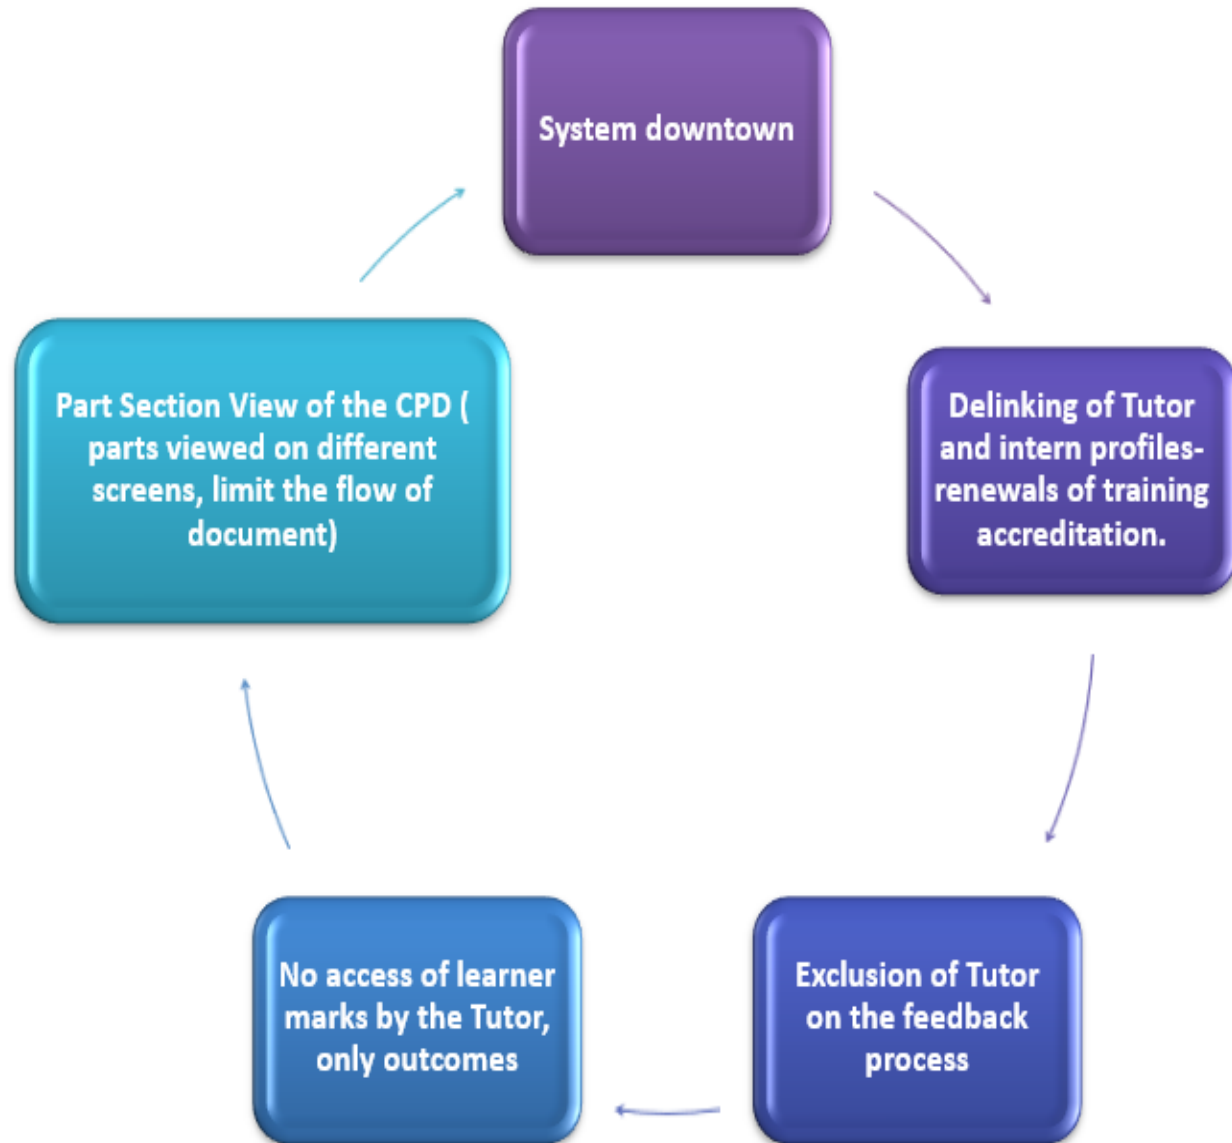 System downtown
Delinking of Tutor
and intern profiles-
renewals of training
accreditation.
Exclusion of Tutor
on the feedback
process
No access of learner
marks by the Tutor,
only outcomes
Part Section View of the CPD (
parts viewed on different
screens, limit the flow of
document)